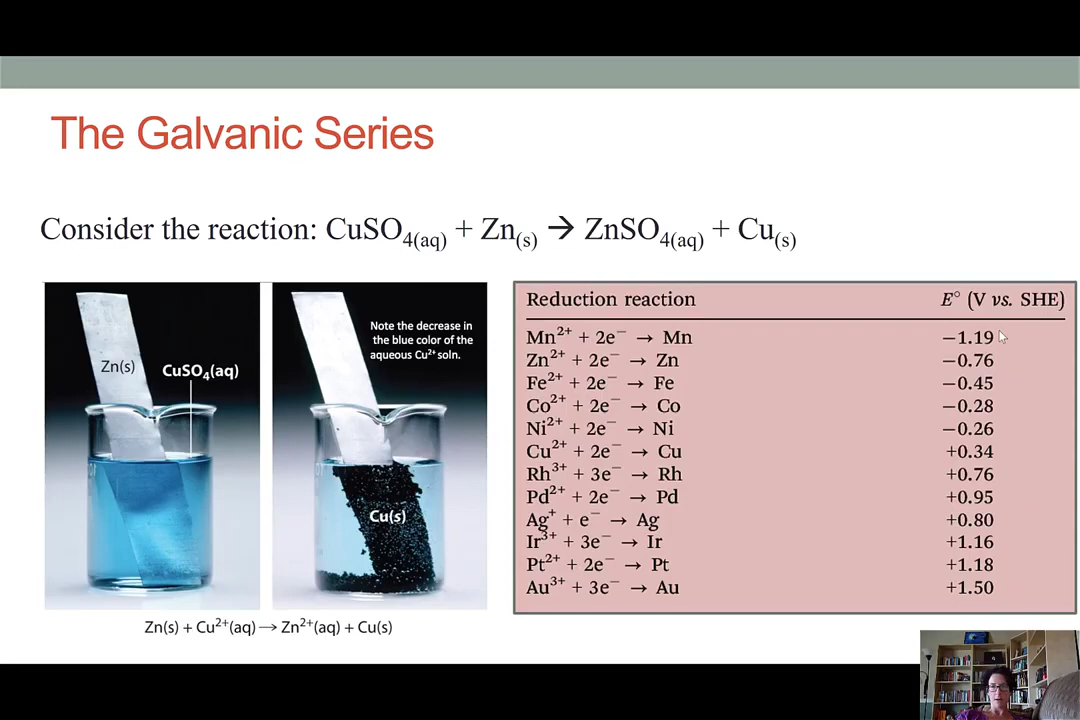 The Galvanic Series
Consider the reaction: CuSO₄(aq) + Zn(s) → ZnSO₄(aq) + Cu(s)
Zn(s)
CuSO₄(aq)
Note the decrease in
the blue color of the
aqueous Cu²⁺ soln.
Cu(s)
Zn(s) + Cu²⁺(aq) → Zn²⁺(aq) + Cu(s)
Reduction reaction E° (V vs. SHE)
Mn²⁺ + 2e⁻ → Mn −1.19
Zn²⁺ + 2e⁻ → Zn −0.76
Fe²⁺ + 2e⁻ → Fe −0.45
Co²⁺ + 2e⁻ → Co −0.28
Ni²⁺ + 2e⁻ → Ni −0.26
Cu²⁺ + 2e⁻ → Cu +0.34
Rh³⁺ + 3e⁻ → Rh +0.76
Pd²⁺ + 2e⁻ → Pd +0.95
Ag⁺ + e⁻ → Ag +0.80
Ir³⁺ + 3e⁻ → Ir +1.16
Pt²⁺ + 2e⁻ → Pt +1.18
Au³⁺ + 3e⁻ → Au +1.50